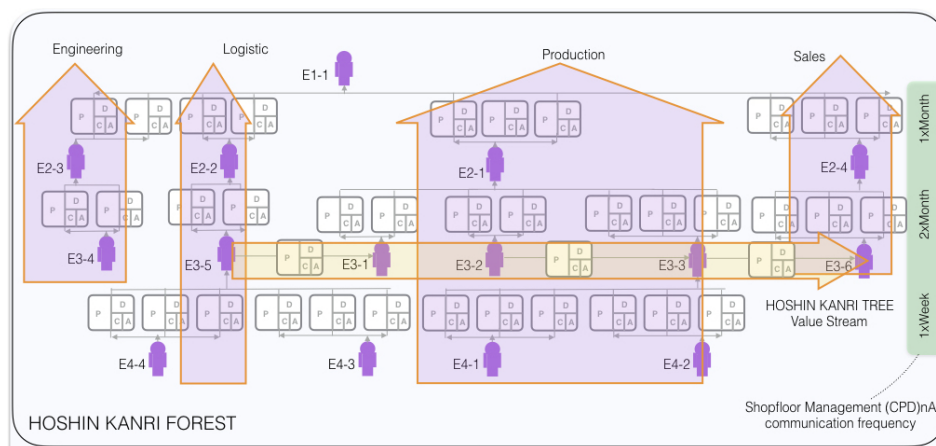 Engineering
Logistic
Production
Sales
E1-1
P D C A
P D C A
P D C A
P D C A
P D C A
P D C A
P D C A
P D C A
P D C A
P D C A
1xMonth
E2-3
E2-2
E2-1
E2-4
P D C A
P D C A
P D C A
P D C A
P D C A
P D C A
P D C A
P D C A
P D C A
P D C A
P D C A
P D C A
P D C A
P D C A
2xMonth
E3-4
E3-5
P D C A
E3-1
E3-2
P D C A
E3-3
P D C A
E3-6
HOSHIN KANRI TREE
Value Stream
P D C A
P D C A
P D C A
P D C A
P D C A
P D C A
P D C A
P D C A
P D C A
P D C A
P D C A
P D C A
1xWeek
E4-4
E4-3
E4-1
E4-2
Shopfloor Management (CPD)nA
communication frequency
HOSHIN KANRI FOREST